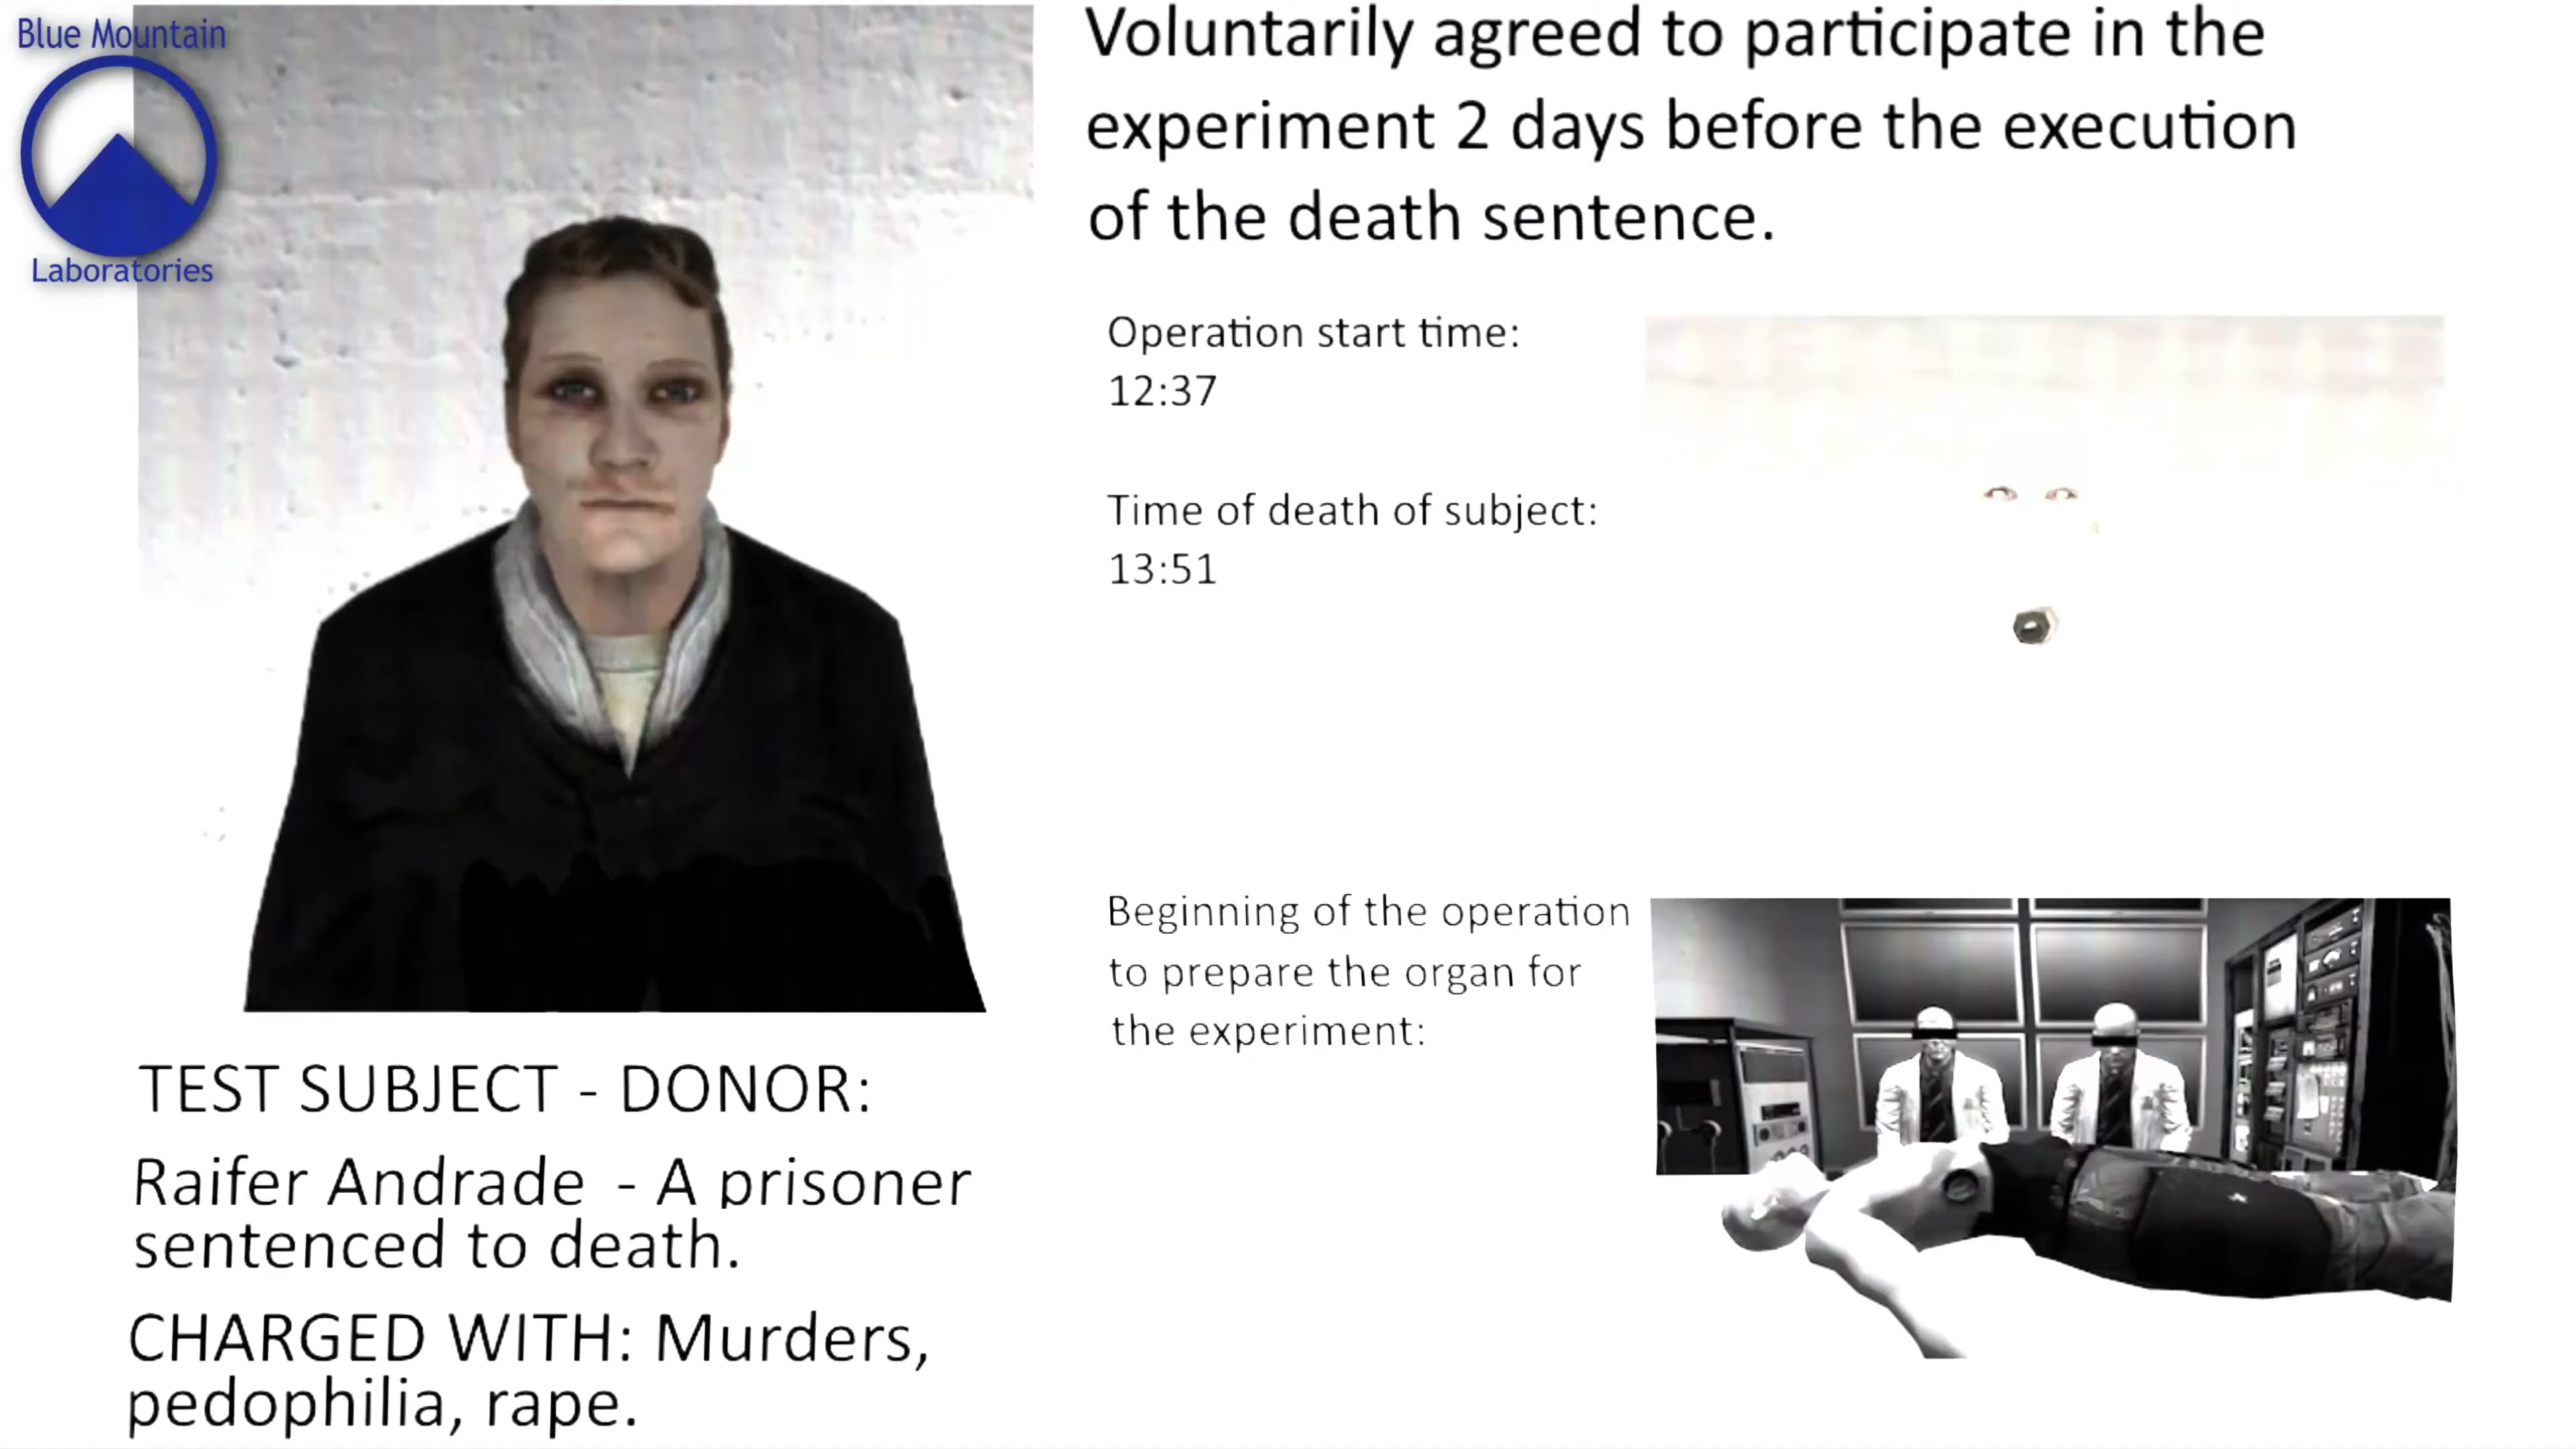 Blue Mountain
Laboratories
Voluntarily agreed to participate in the
experiment 2 days before the execution
of the death sentence.
Operation start time:
12:37
Time of death of subject:
13:51
Beginning of the operation
to prepare the organ for
the experiment:
TEST SUBJECT - DONOR:
Raifer Andrade - A prisoner
sentenced to death.
CHARGED WITH: Murders,
pedophilia, rape.